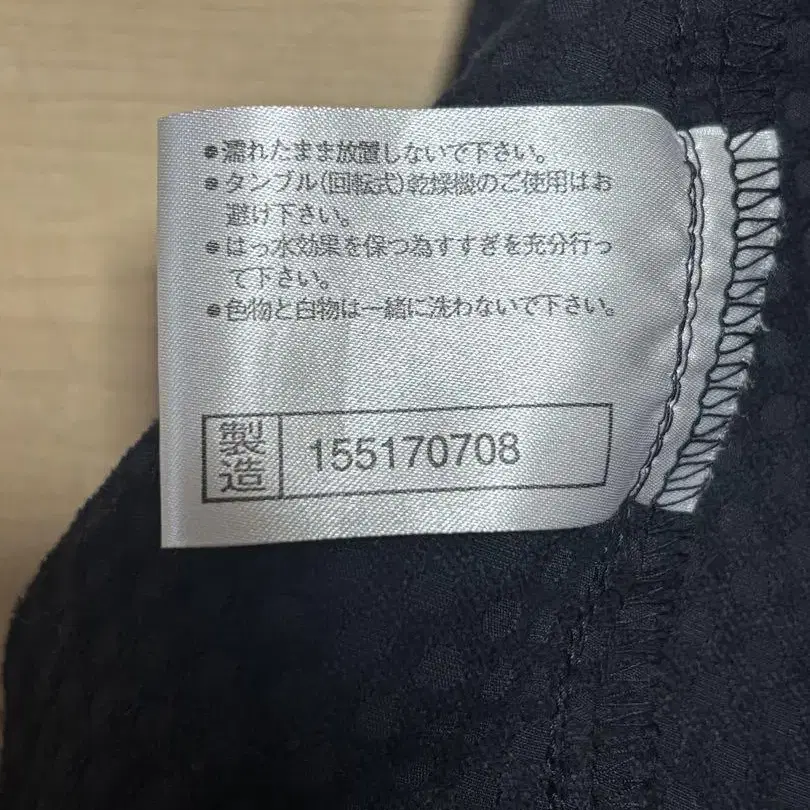 ●濡れたまま放置しないで下さい。
●タンブル(回転式)乾燥機のご使用はお
避け下さい。
●はっ水効果を保つ為すすぎを充分行っ
て下さい。
●色物と白物は一緒に洗わないで下さい。
製造 155170708